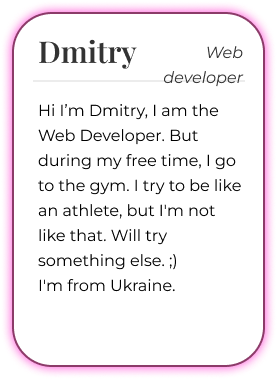 Dmitry
Web
developer
Hi I’m Dmitry, I am the
Web Developer. But
during my free time, I go
to the gym. I try to be like
an athlete, but I'm not
like that. Will try
something else. ;)
I'm from Ukraine.